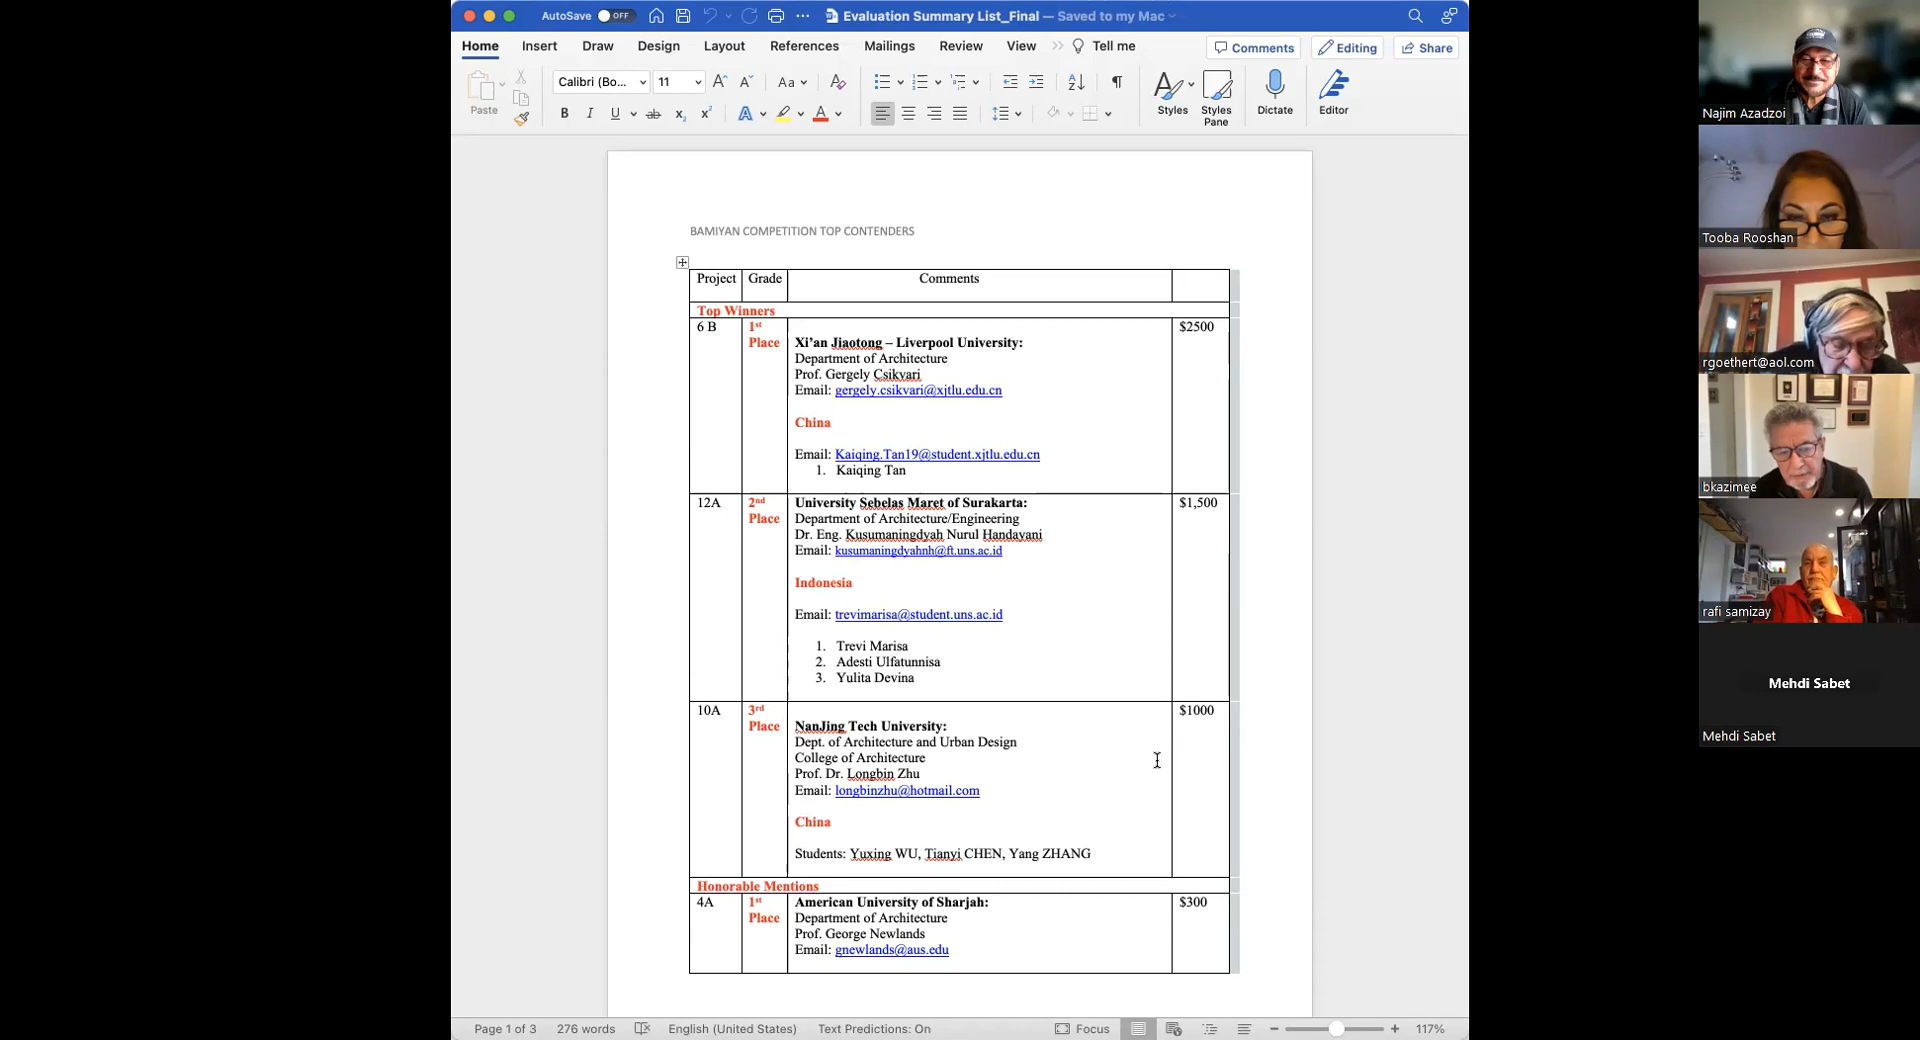 AutoSave OFF Evaluation Summary List_Final — Saved to my Mac
Home Insert Draw Design Layout References Mailings Review View Tell me Comments Editing Share
Paste Calibri (Bo... 11 Aa
B I U ab x₂ x² A A Styles Styles Pane Dictate Editor
BAMIYAN COMPETITION TOP CONTENDERS
Project Grade Comments
Top Winners
6 B 1st Place $2500
Xi'an Jiaotong – Liverpool University:
Department of Architecture
Prof. Gergely Csikvari
Email: gergely.csikvari@xjtlu.edu.cn
China
Email: Kaiqing.Tan19@student.xjtlu.edu.cn
1. Kaiqing Tan
12A 2nd Place University Sebelas Maret of Surakarta: $1,500
Department of Architecture/Engineering
Dr. Eng. Kusumaningdyah Nurul Handayani
Email: kusumaningdyahnh@ft.uns.ac.id
Indonesia
Email: trevimarisa@student.uns.ac.id
1. Trevi Marisa
2. Adesti Ulfatunnisa
3. Yulita Devina
10A 3rd Place $1000
NanJing Tech University:
Dept. of Architecture and Urban Design
College of Architecture
Prof. Dr. Longbin Zhu
Email: longbinzhu@hotmail.com
China
Students: Yuxing WU, Tianyi CHEN, Yang ZHANG
Honorable Mentions
4A 1st Place American University of Sharjah: $300
Department of Architecture
Prof. George Newlands
Email: gnewlands@aus.edu
Page 1 of 3 276 words English (United States) Text Predictions: On Focus 117%
Najim Azadzoi
Tooba Rooshan
rgoethert@aol.com
bkazimee
rafi samizay
Mehdi Sabet
Mehdi Sabet